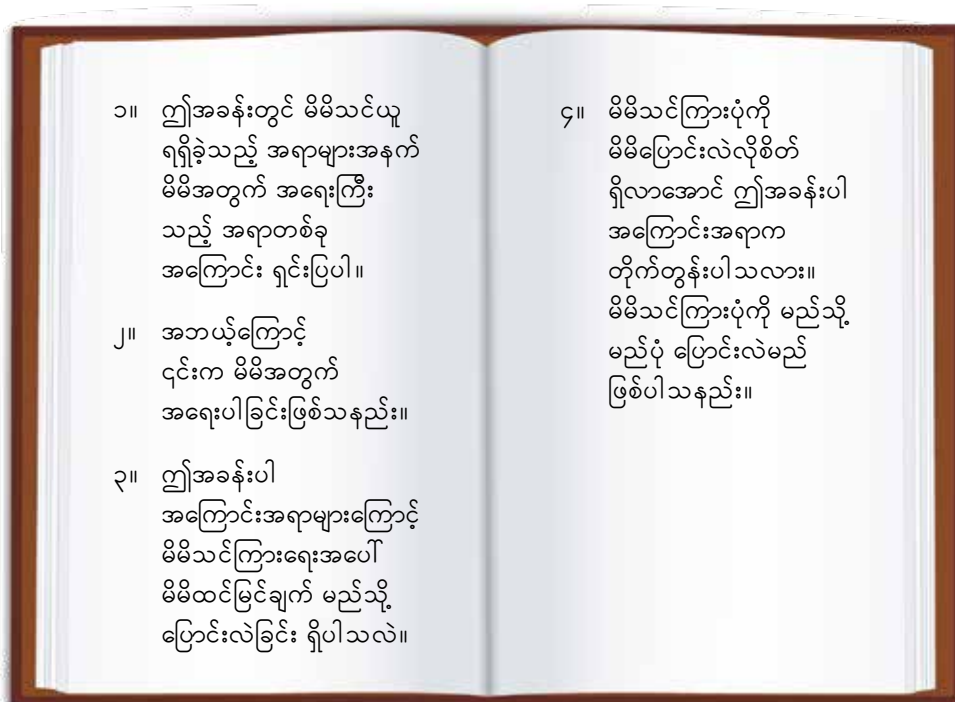 ၁။ ဤအခန်းတွင် မိမိသင်ယူ
ရရှိခဲ့သည့် အရာများအနက်
မိမိအတွက် အရေးကြီး
သည့် အရာတစ်ခု
အကြောင်း ရှင်းပြပါ။
၂။ အဘယ့်ကြောင့်
၎င်းက မိမိအတွက်
အရေးပါခြင်းဖြစ်သနည်း။
၃။ ဤအခန်းပါ
အကြောင်းအရာများကြောင့်
မိမိသင်ကြားရေးအပေါ်
မိမိထင်မြင်ချက် မည်သို့
ပြောင်းလဲခြင်း ရှိပါသလဲ။
၄။ မိမိသင်ကြားပုံကို
မိမိပြောင်းလဲလိုစိတ်
ရှိလာအောင် ဤအခန်းပါ
အကြောင်းအရာက
တိုက်တွန်းပါသလား။
မိမိသင်ကြားပုံကို မည်သို့
မည်ပုံ ပြောင်းလဲမည်
ဖြစ်ပါသနည်း။